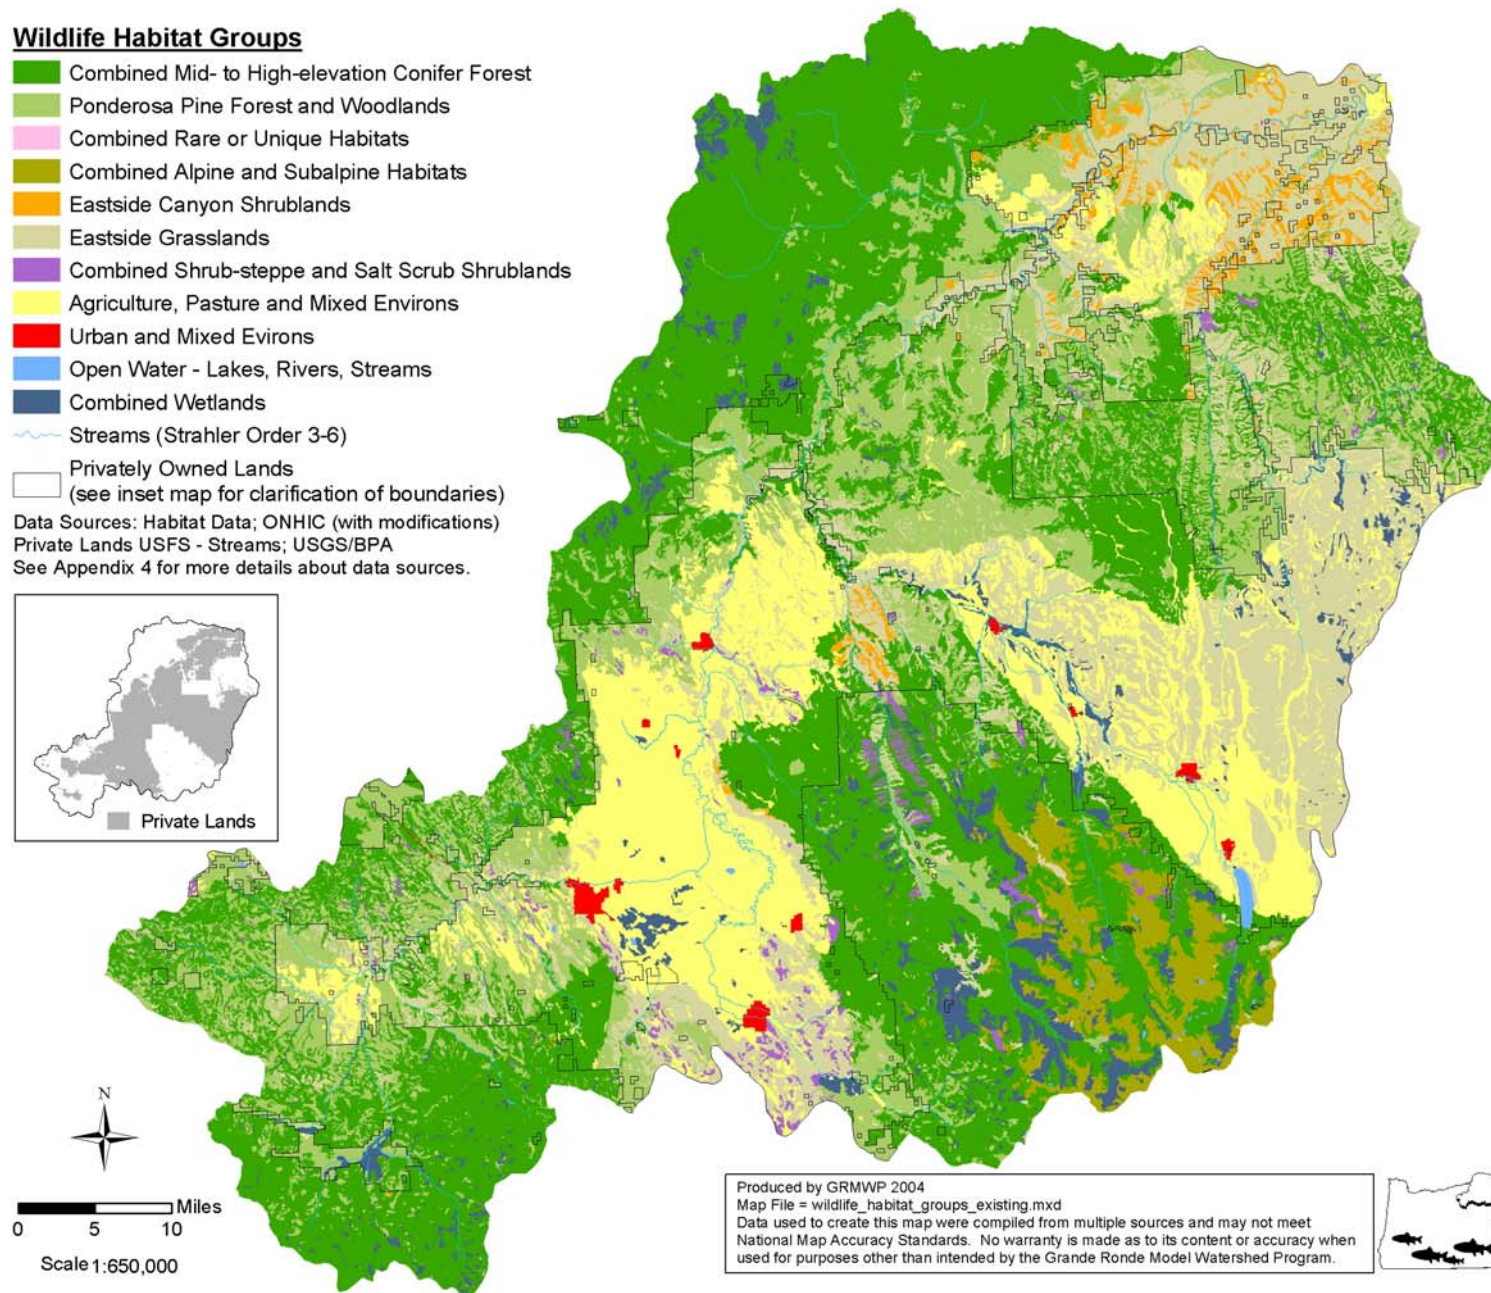 Wildlife Habitat Groups
Combined Mid- to High-elevation Conifer Forest
Ponderosa Pine Forest and Woodlands
Combined Rare or Unique Habitats
Combined Alpine and Subalpine Habitats
Eastside Canyon Shrublands
Eastside Grasslands
Combined Shrub-steppe and Salt Scrub Shrublands
Agriculture, Pasture and Mixed Environs
Urban and Mixed Evirons
Open Water - Lakes, Rivers, Streams
Combined Wetlands
Streams (Strahler Order 3-6)
Privately Owned Lands
(see inset map for clarification of boundaries)
Data Sources: Habitat Data; ONHIC (with modifications)
Private Lands USFS - Streams; USGS/BPA
See Appendix 4 for more details about data sources.
Private Lands
N
Miles
0 5 10
Scale 1:650,000
Produced by GRMWP 2004
Map File = wildlife_habitat_groups_existing.mxd
Data used to create this map were compiled from multiple sources and may not meet
National Map Accuracy Standards. No warranty is made as to its content or accuracy when
used for purposes other than intended by the Grande Ronde Model Watershed Program.